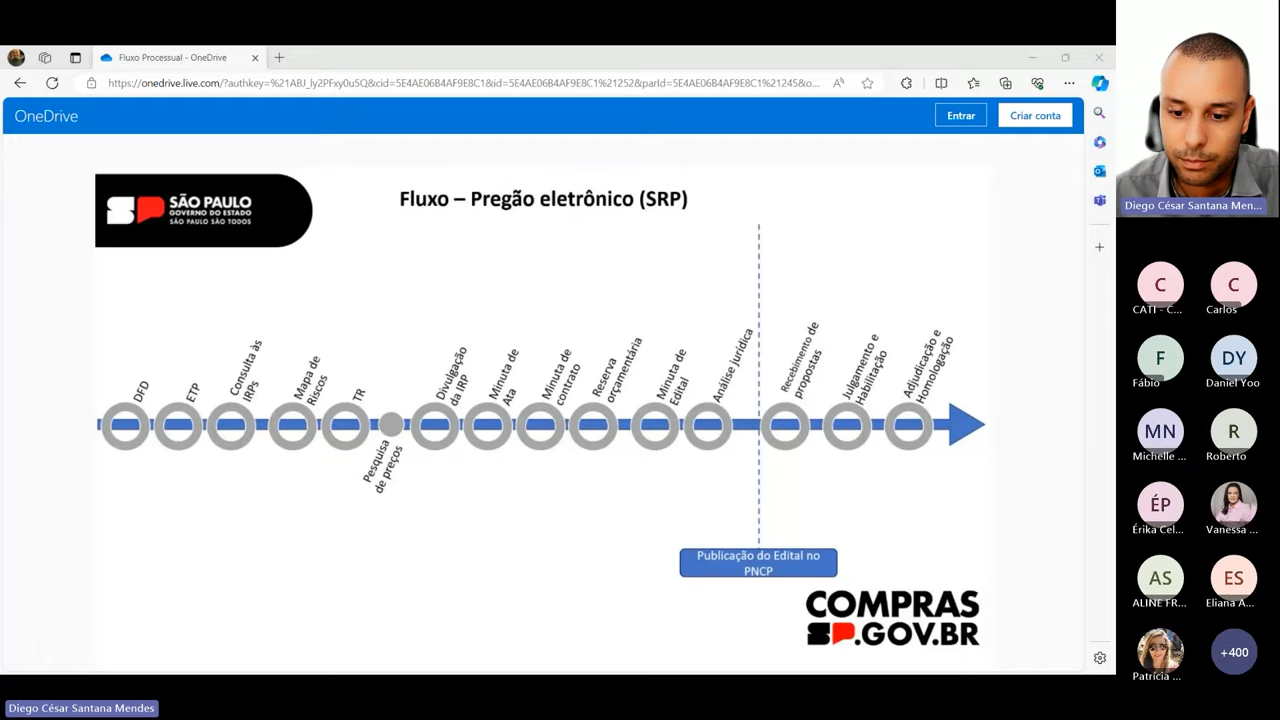 Fluxo Processual - OneDrive
https://onedrive.live.com/?authkey=%21ABJ_ly2PFxy0u5Q&cid=5E4AE06B4AF9E8C1&id=5E4AE06B4AF9E8C1%21252&parId=5E4AE06B4AF9E8C1%21245&o...
OneDrive
Entrar
Criar conta
SP
SÃO PAULO
GOVERNO DO ESTADO
SÃO PAULO SÃO TODOS
Fluxo – Pregão eletrônico (SRP)
DFD
ETP
Consulta às
IRPs
Mapa de
Riscos
TR
Pesquisa
de preços
Divulgação
da IRP
Minuta de
Ata
Minuta de
contrato
Reserva
orçamentária
Minuta de
Edital
Análise jurídica
Recebimento de
propostas
Julgamento e
Habilitação
Adjudicação e
Homologação
Publicação do Edital no
PNCP
COMPRAS
SP.GOV.BR
Diego César Santana Men...
C
CATI - C...
C
Carlos
F
Fábio
DY
Daniel Yoo
MN
Michelle ...
R
Roberto
ÉP
Érika Cel...
Vanessa ...
AS
ALINE FR...
ES
Eliana A...
Patrícia ...
+400
Diego César Santana Mendes